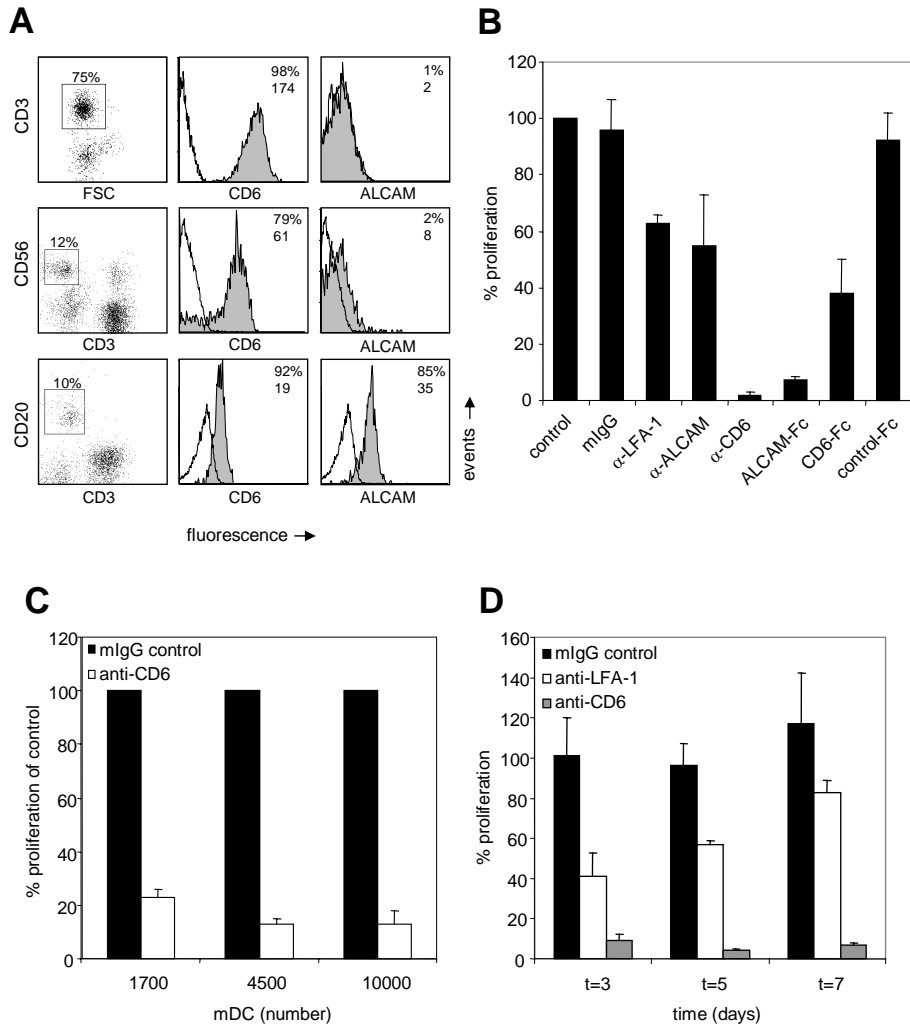 A
75%
CD3
FSC
98%
174
CD6
1%
2
ALCAM
12%
CD56
CD3
79%
61
CD6
2%
8
ALCAM
10%
CD20
CD3
92%
19
CD6
85%
35
ALCAM
events →
fluorescence →
B
120
100
80
60
40
20
0
% proliferation
control
mIgG
α-LFA-1
α-ALCAM
α-CD6
ALCAM-Fc
CD6-Fc
control-Fc
C
mIgG control
anti-CD6
120
100
80
60
40
20
0
% proliferation of control
1700 4500 10000
mDC (number)
D
mIgG control
anti-LFA-1
anti-CD6
160
140
120
100
80
60
40
20
0
% proliferation
t=3 t=5 t=7
time (days)